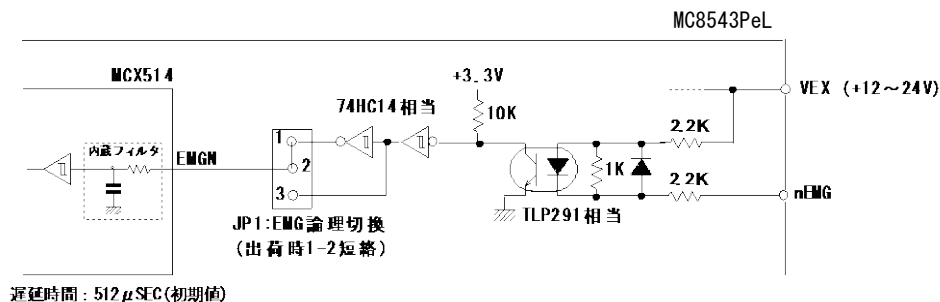 MC8543PeL
MCX514
+3.3V
VEX (+12～24V)
74HC14相当
10K
2.2K
内蔵フィルタ
EMGN
1
2
3
1K
2.2K
nEMG
TLP291相当
JP1:EMG論理切換
(出荷時1-2短絡)
遅延時間：512μSEC(初期値)